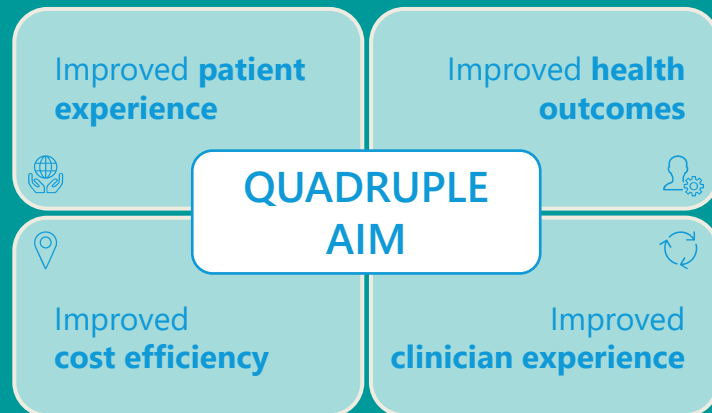 Improved patient
experience
Improved health
outcomes
QUADRUPLE
AIM
Improved
cost efficiency
Improved
clinician experience